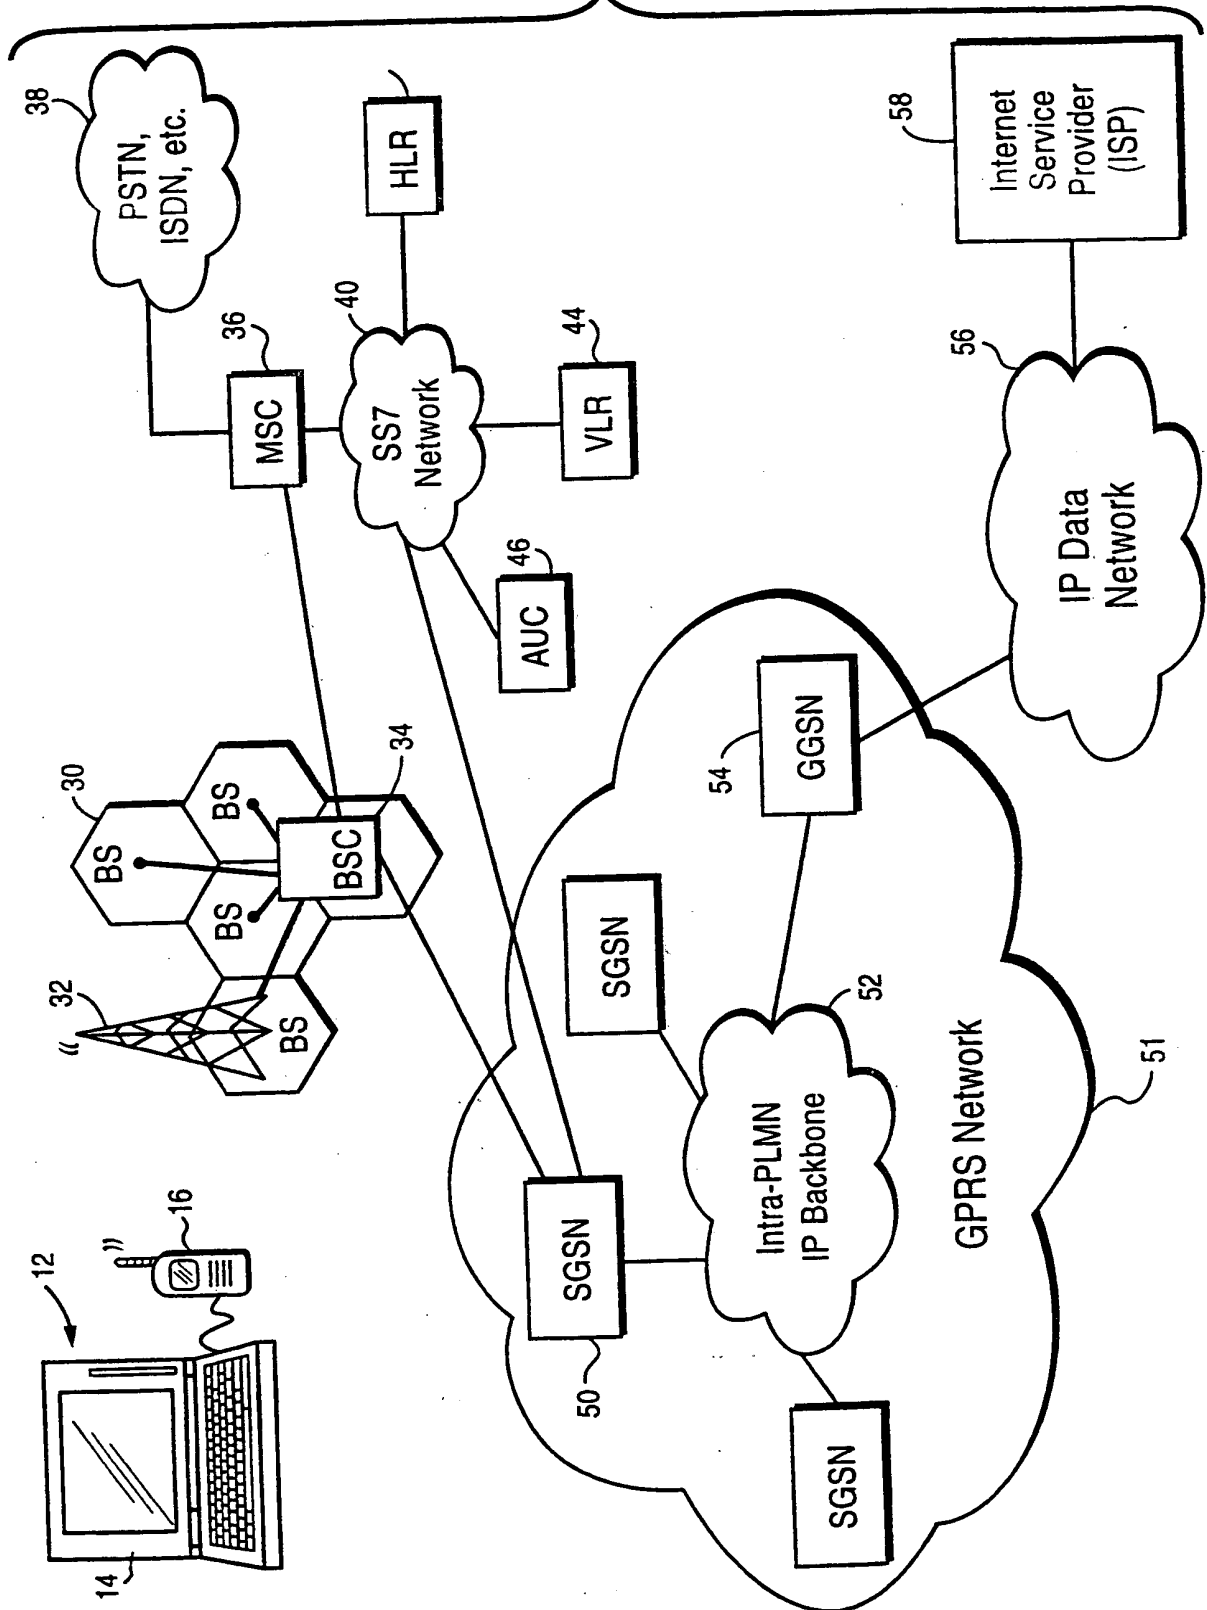 12
14
16
32
BS
BS
30
BS
BS
BSC
34
38
PSTN,
ISDN, etc.
36
MSC
40
SS7
Network
HLR
44
VLR
46
AUC
50
SGSN
SGSN
SGSN
52
Intra-PLMN
IP Backbone
54
GGSN
GPRS Network
51
56
IP Data
Network
58
Internet
Service
Provider
(ISP)